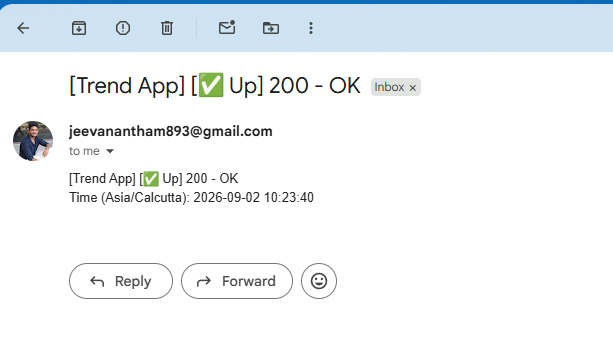 [Trend App] [✅ Up] 200 - OK Inbox ×
jeevanantham893@gmail.com
to me
[Trend App] [✅ Up] 200 - OK
Time (Asia/Calcutta): 2026-09-02 10:23:40
Reply Forward